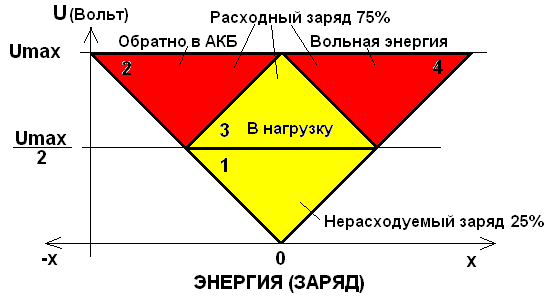 U(Вольт)
Расходный заряд 75%
Обратно в АКБ
Вольная энергия
Umax
2
4
3
В нагрузку
Umax
2
1
Нерасходуемый заряд 25%
-x
0
x
ЭНЕРГИЯ (ЗАРЯД)